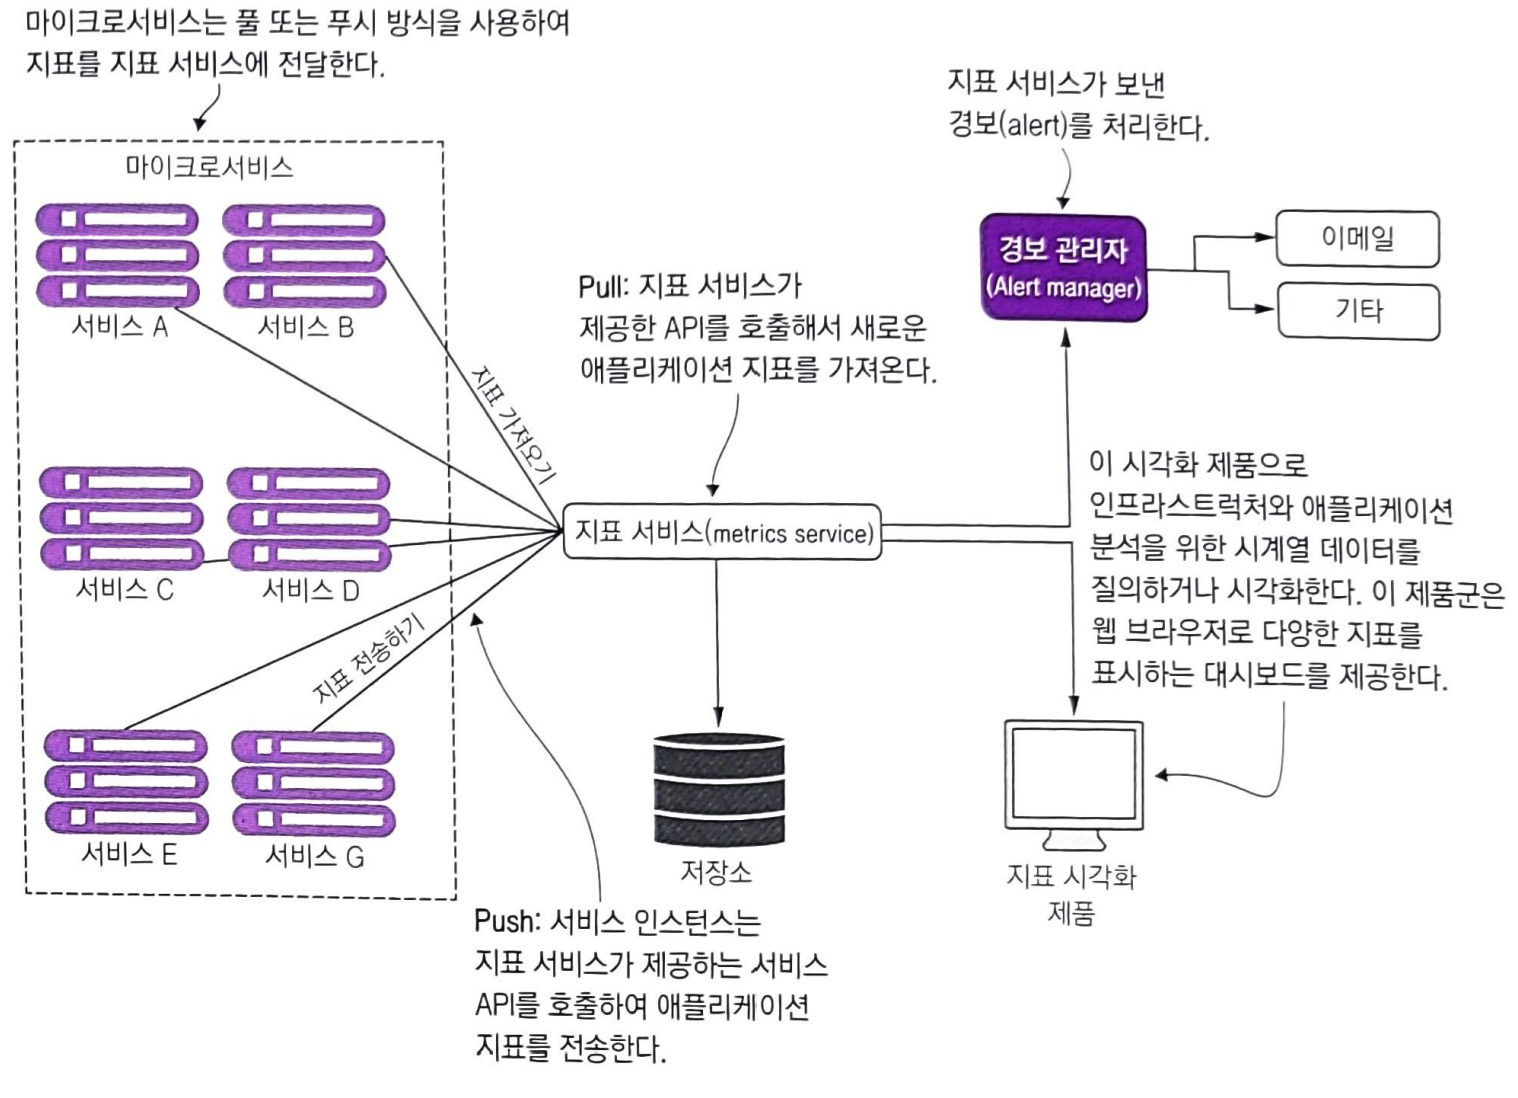 마이크로서비스는 풀 또는 푸시 방식을 사용하여
지표를 지표 서비스에 전달한다.
마이크로서비스
서비스 A
서비스 B
지표 가져오기
서비스 C
서비스 D
지표 전송하기
서비스 E
서비스 G
Pull: 지표 서비스가
제공한 API를 호출해서 새로운
애플리케이션 지표를 가져온다.
지표 서비스(metrics service)
저장소
Push: 서비스 인스턴스는
지표 서비스가 제공하는 서비스
API를 호출하여 애플리케이션
지표를 전송한다.
지표 서비스가 보낸
경보(alert)를 처리한다.
경보 관리자
(Alert manager)
이메일
기타
이 시각화 제품으로
인프라스트럭처와 애플리케이션
분석을 위한 시계열 데이터를
질의하거나 시각화한다. 이 제품군은
웹 브라우저로 다양한 지표를
표시하는 대시보드를 제공한다.
지표 시각화
제품